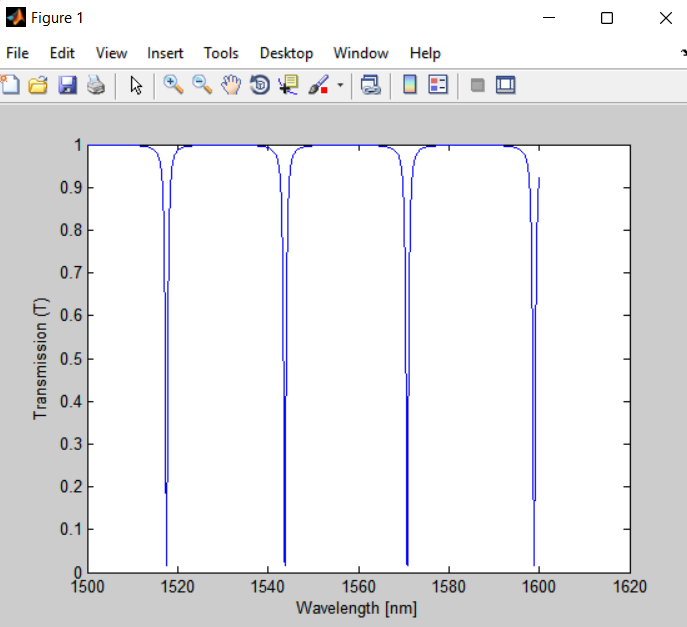 Figure 1
File Edit View Insert Tools Desktop Window Help
1
0.9
0.8
0.7
0.6
0.5
0.4
0.3
0.2
0.1
0
Transmission (T)
1500 1520 1540 1560 1580 1600 1620
Wavelength [nm]